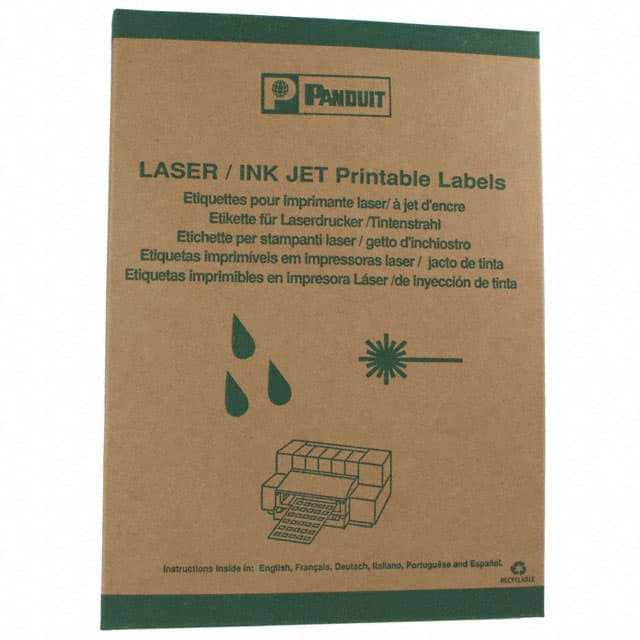 P PANDUIT
LASER / INK JET Printable Labels
Etiquettes pour imprimante laser/ à jet d'encre
Etikette für Laserdrucker /Tintenstrahl
Etichette per stampanti laser / getto d'inchiostro
Etiquetas imprimíveis em impressoras laser / jacto de tinta
Etiquetas imprimibles en impresora Láser /de inyección de tinta
Instructions Inside in: English, Français, Deutsch, Italiano, Portuguêse and Español.
RECYCLABLE